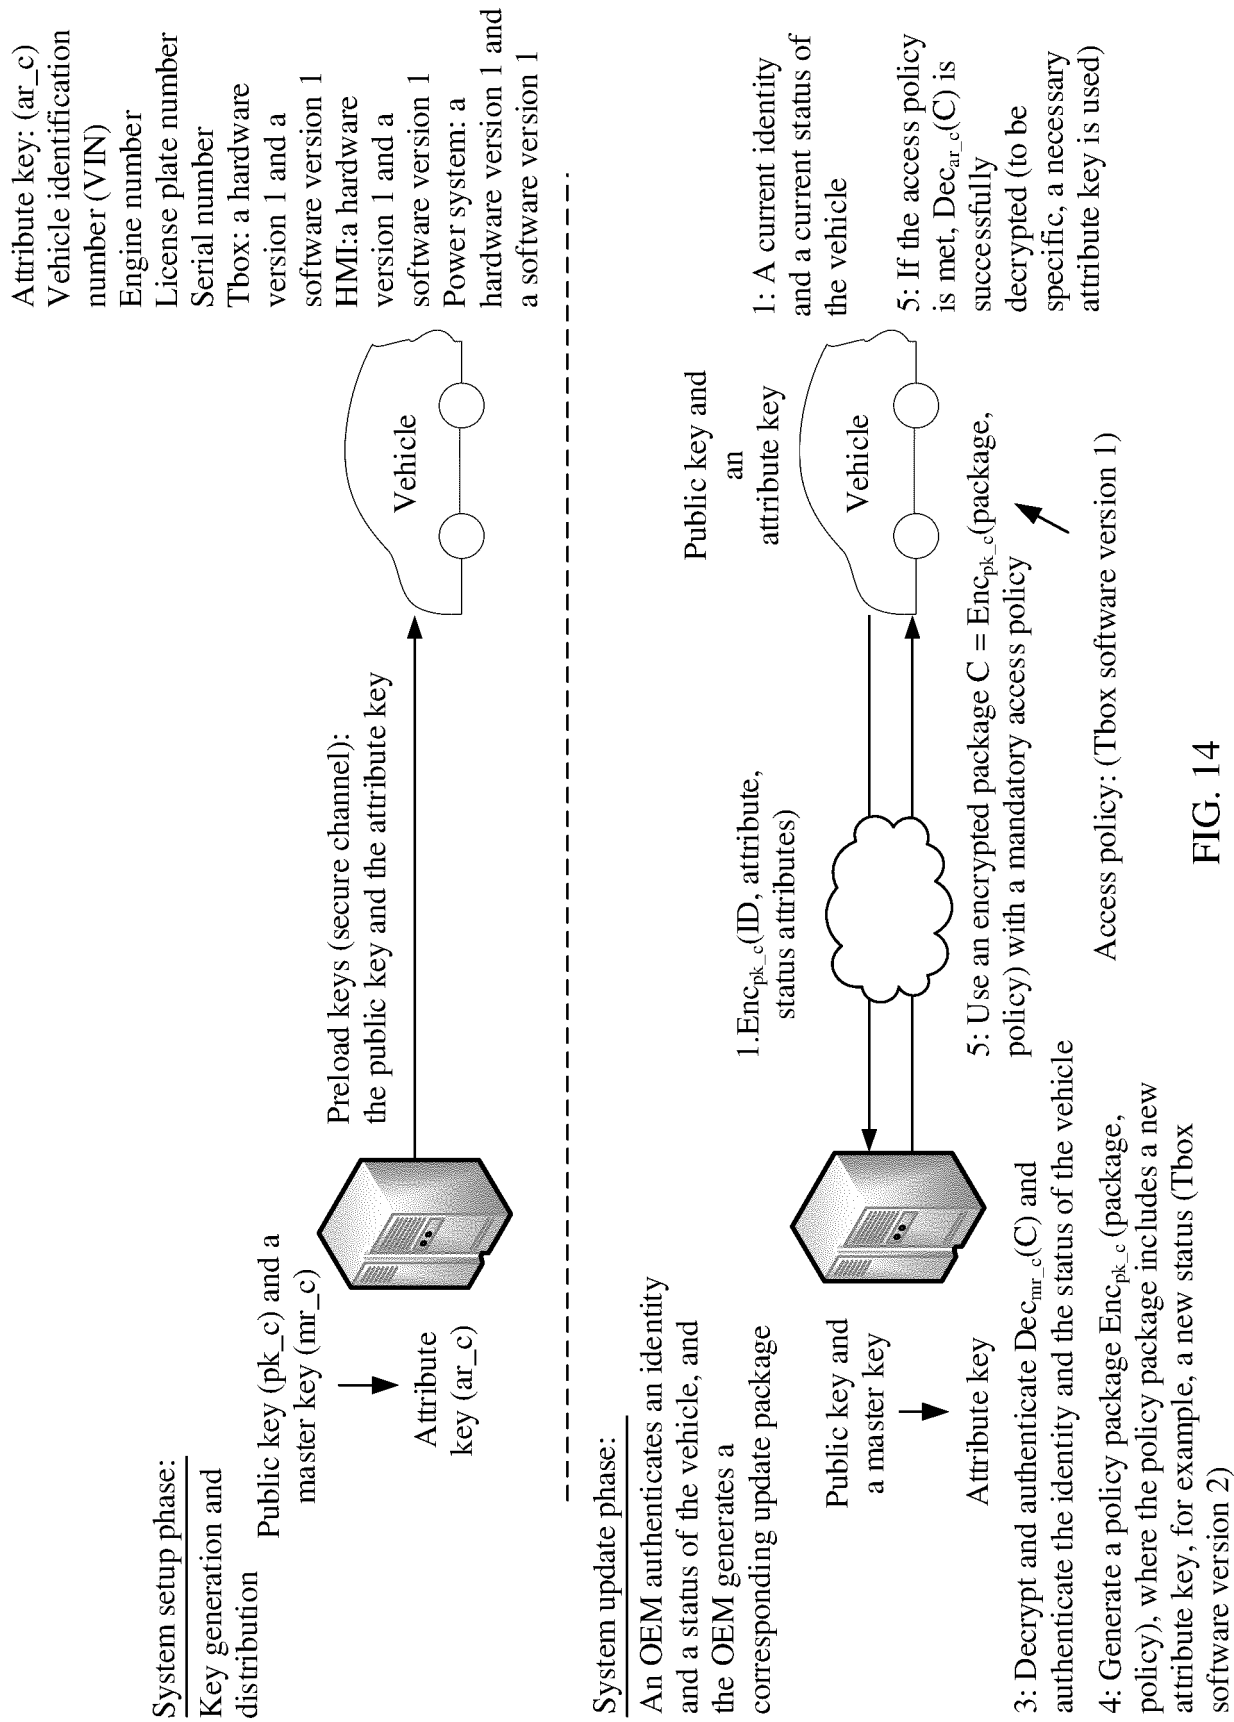 System setup phase:
Key generation and
distribution
Public key (pk_c) and a
master key (mr_c)
Attribute
key (ar_c)
Preload keys (secure channel):
the public key and the attribute key
Vehicle
Attribute key: (ar_c)
Vehicle identification
number (VIN)
Engine number
License plate number
Serial number
Tbox: a hardware
version 1 and a
software version 1
HMI:a hardware
version 1 and a
software version 1
Power system: a
hardware version 1 and
a software version 1
System update phase:
An OEM authenticates an identity
and a status of the vehicle, and
the OEM generates a
corresponding update package
Public key and
a master key
Attribute key
1.Enc_pk_c(ID, attribute,
status attributes)
Public key and
an
attribute key
Vehicle
1: A current identity
and a current status of
the vehicle
5: If the access policy
is met, Dec_ar_c(C) is
successfully
decrypted (to be
specific, a necessary
attribute key is used)
3: Decrypt and authenticate Dec_mr_c(C) and
authenticate the identity and the status of the vehicle
4: Generate a policy package Enc_pk_c (package,
policy), where the policy package includes a new
attribute key, for example, a new status (Tbox
software version 2)
5: Use an encrypted package C = Enc_pk_c(package,
policy) with a mandatory access policy
Access policy: (Tbox software version 1)
FIG. 14